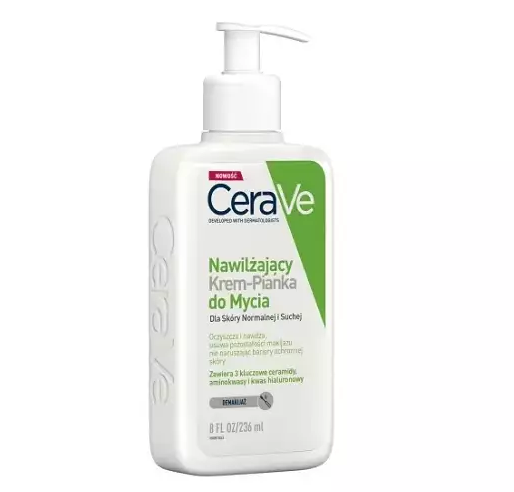 NOWOŚĆ
CeraVe
DEVELOPED WITH DERMATOLOGISTS
Nawilżający
Krem-Pianka
do Mycia
Dla Skóry Normalnej i Suchej
Oczyszcza i nawilża,
usuwa pozostałości makijażu
nie naruszając bariery ochronnej
skóry
Zawiera 3 kluczowe ceramidy,
aminokwasy i kwas hialuronowy
DEMAKIJAŻ
8 FL OZ/236 ml
CeraVe